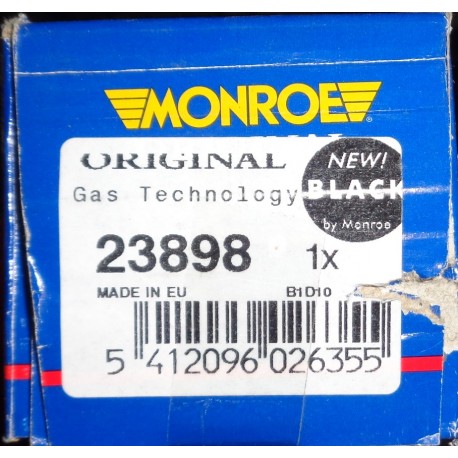 MONROE
ORIGINAL
Gas Technology
NEW!
BLACK
by Monroe
23898 1x
MADE IN EU B1D10
5 412096 026355